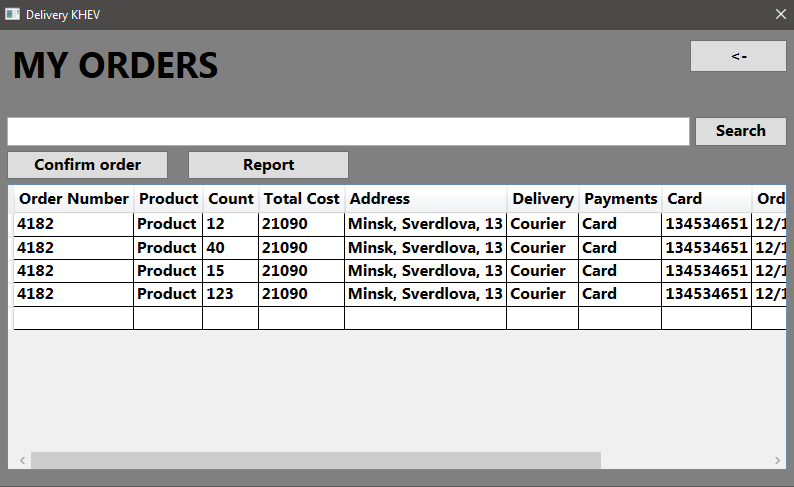 Delivery KHEV
MY ORDERS
<-
Search
Confirm order Report
Order Number Product Count Total Cost Address Delivery Payments Card Ord
4182 Product 12 21090 Minsk, Sverdlova, 13 Courier Card 134534651 12/1
4182 Product 40 21090 Minsk, Sverdlova, 13 Courier Card 134534651 12/1
4182 Product 15 21090 Minsk, Sverdlova, 13 Courier Card 134534651 12/1
4182 Product 123 21090 Minsk, Sverdlova, 13 Courier Card 134534651 12/1